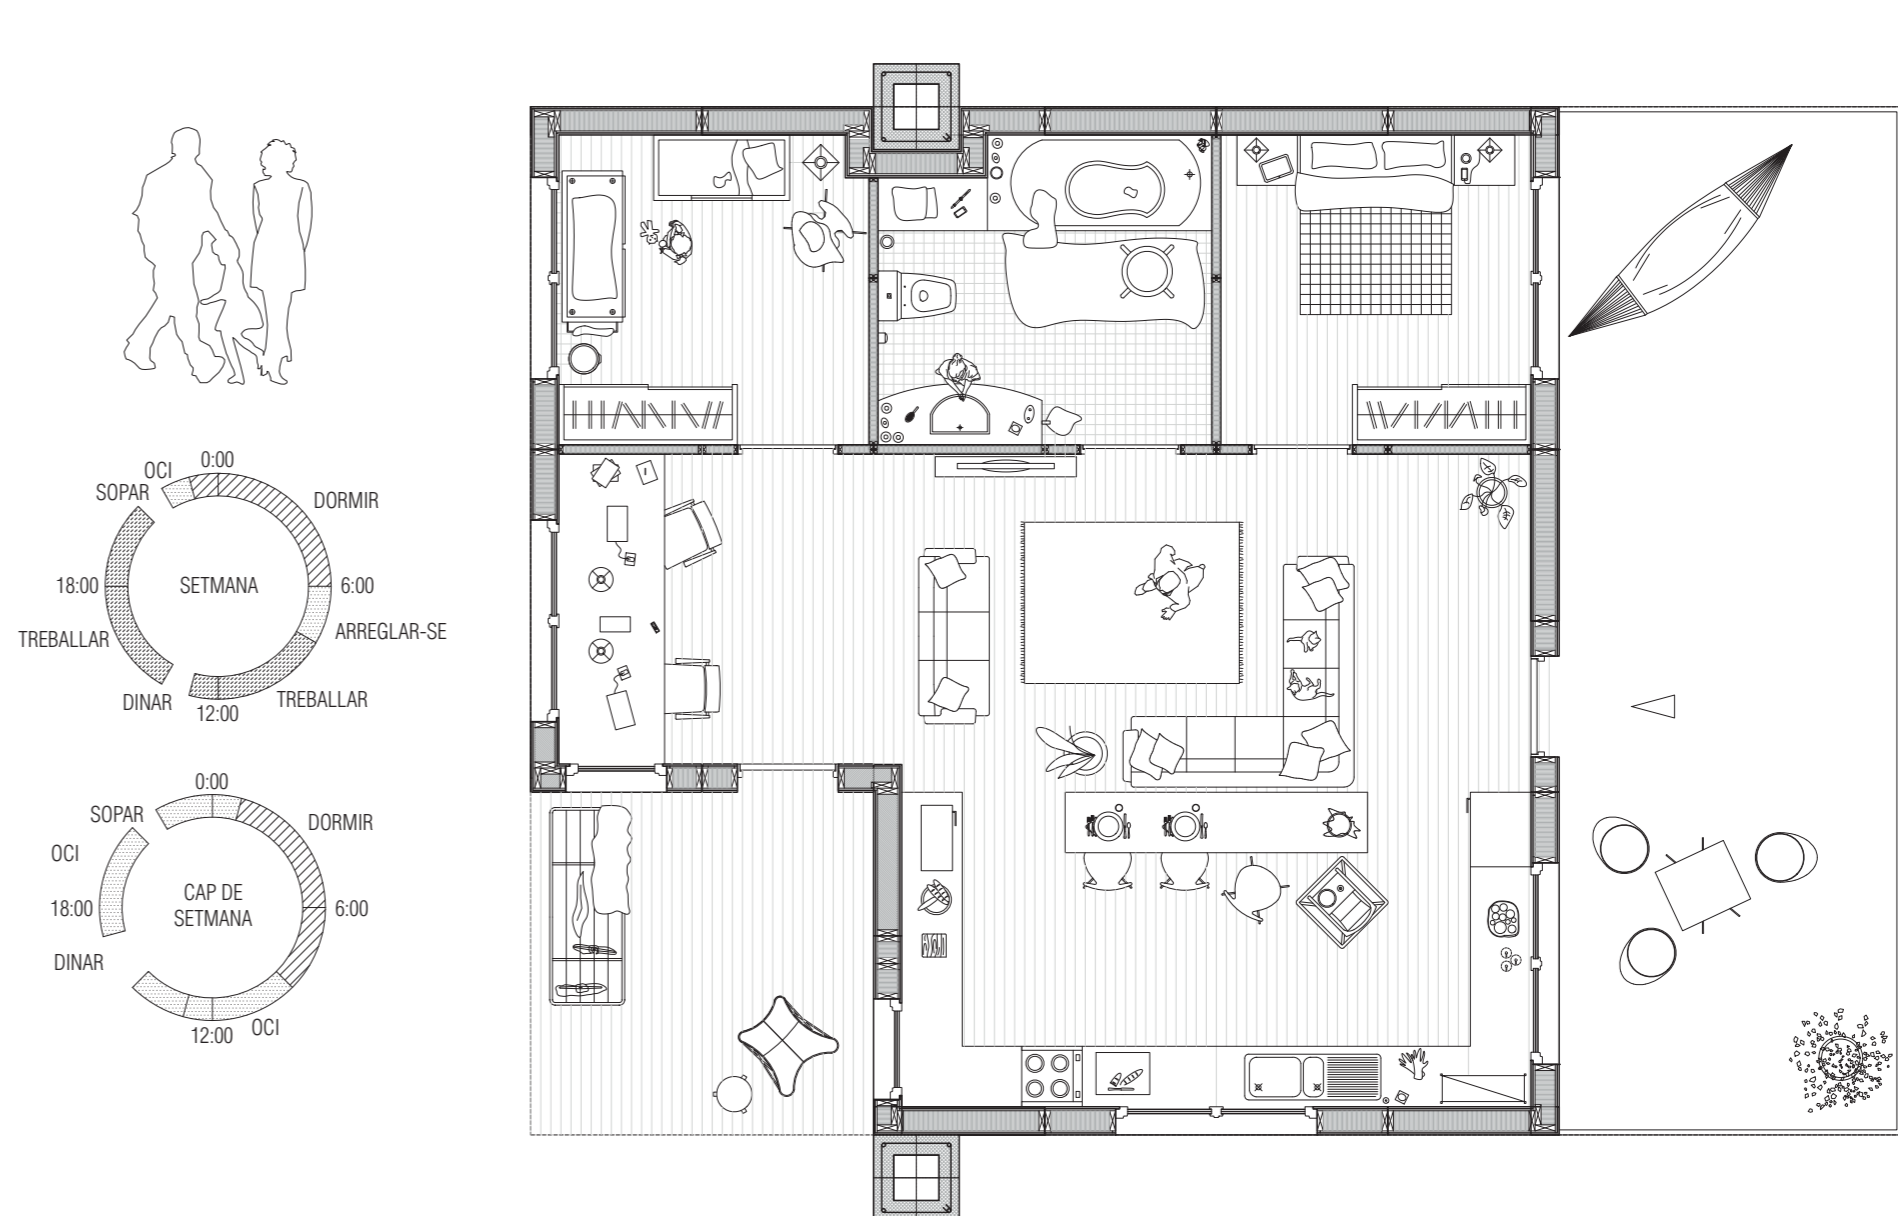 0:00
OCI
SOPAR
DORMIR
18:00
SETMANA
6:00
TREBALLAR
ARREGLAR-SE
DINAR
TREBALLAR
12:00
0:00
SOPAR
DORMIR
OCI
CAP DE
SETMANA
18:00
6:00
DINAR
OCI
12:00